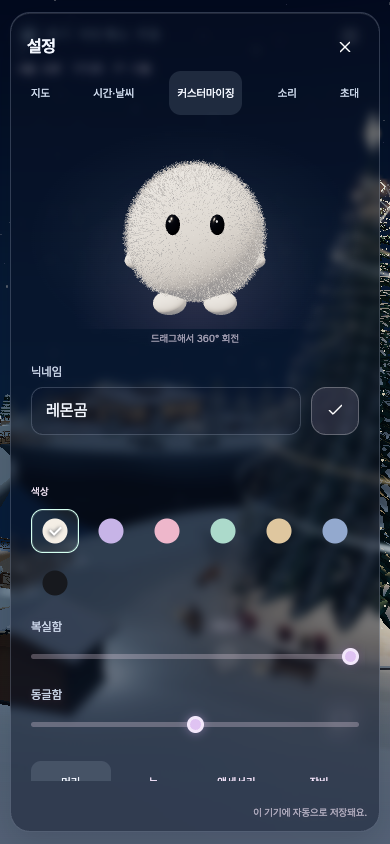 설정
지도 시간·날씨 커스터마이징 소리 초대
드래그해서 360° 회전
닉네임
레몬곰
색상
복실함
동글함
이 기기에 자동으로 저장돼요.